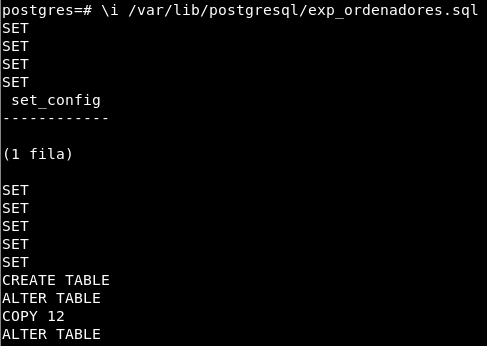 postgres=# \i /var/lib/postgresql/exp_ordenadores.sql
SET
SET
SET
SET
set_config
------------
(1 fila)
SET
SET
SET
SET
SET
CREATE TABLE
ALTER TABLE
COPY 12
ALTER TABLE